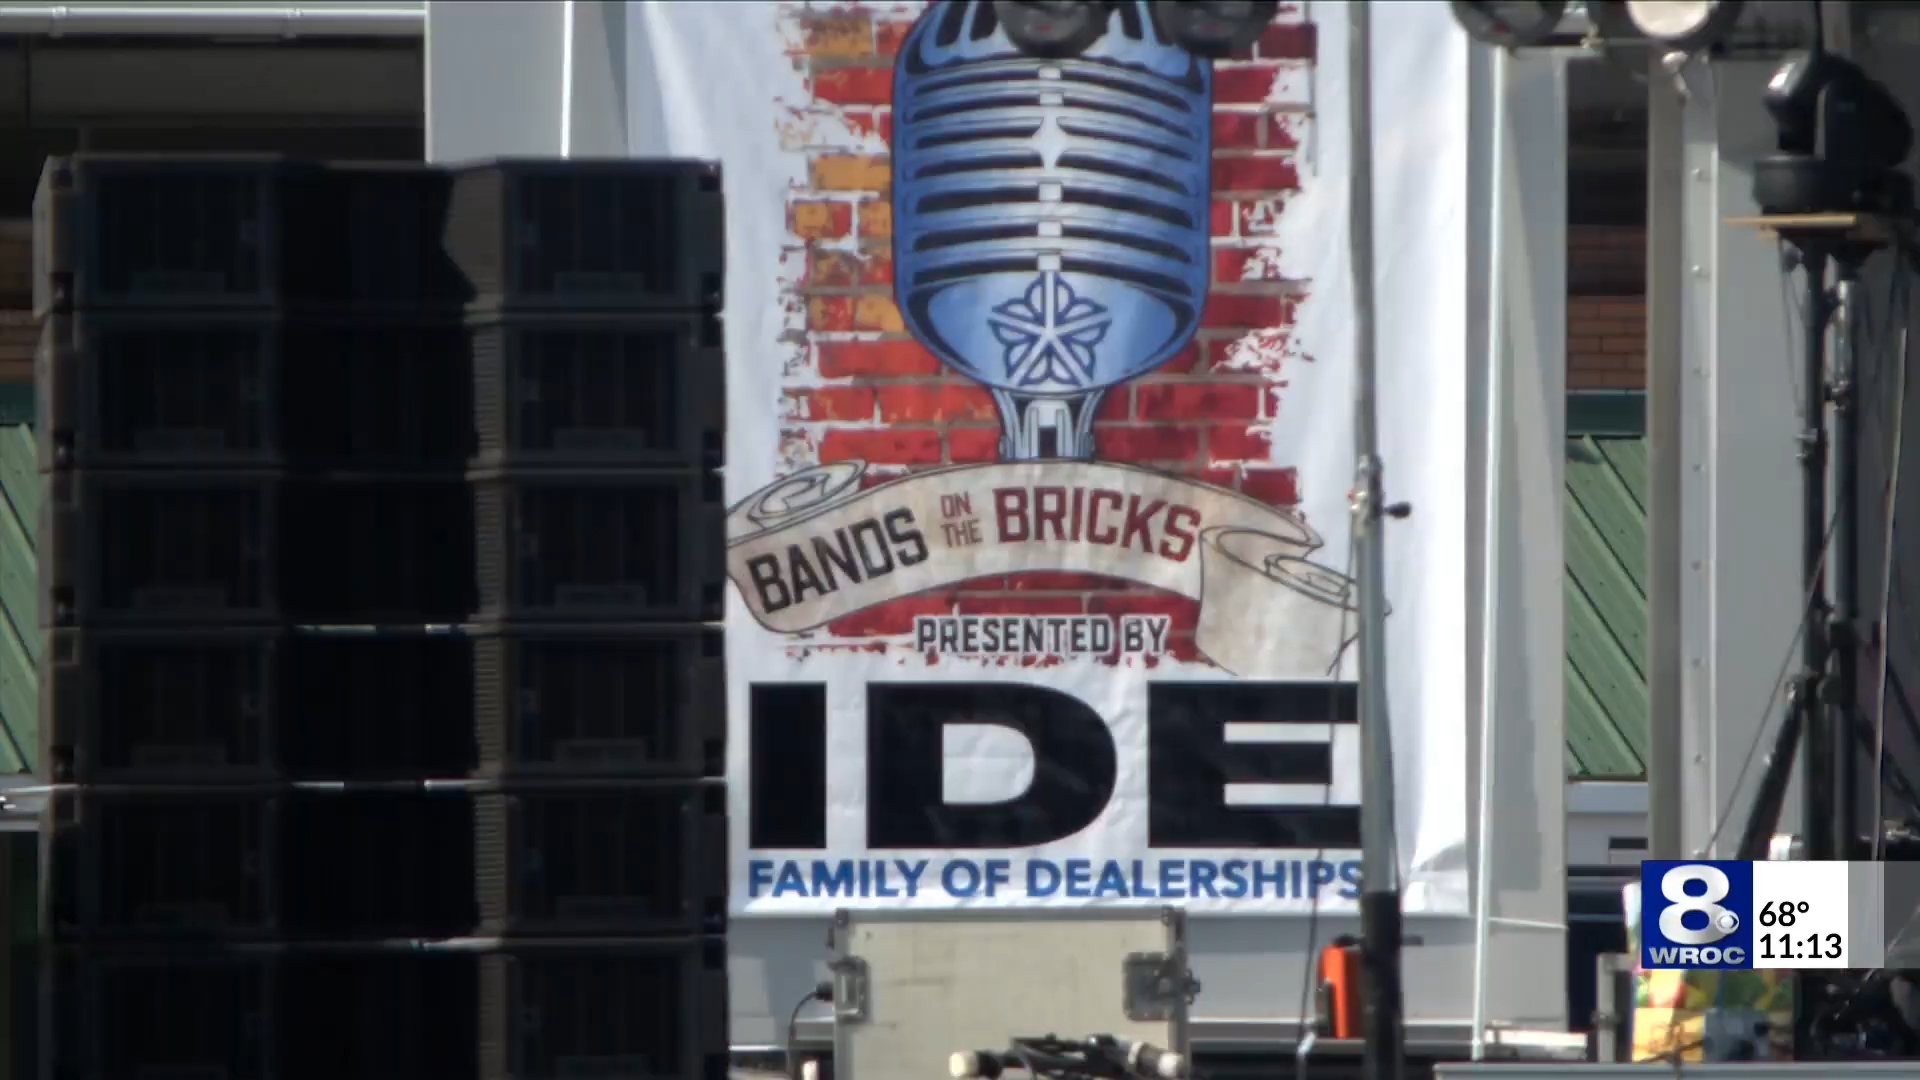 BANDS ON THE BRICKS
PRESENTED BY
IDE
FAMILY OF DEALERSHIPS
8
WROC
68°
11:13